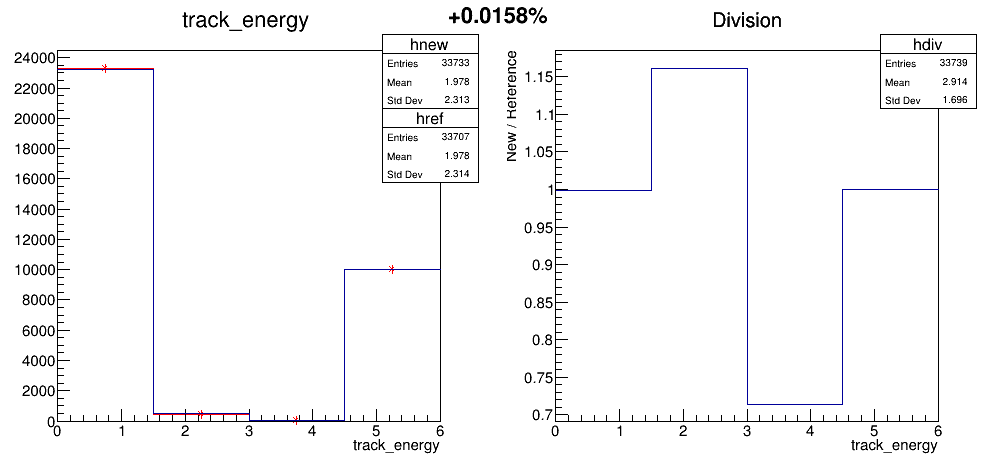 track_energy
+0.0158%
Division
hnew
Entries 33733
Mean 1.978
Std Dev 2.313
href
Entries 33707
Mean 1.978
Std Dev 2.314
24000
22000
20000
18000
16000
14000
12000
10000
8000
6000
4000
2000
0
0 1 2 3 4 5 6
track_energy
New / Reference
hdiv
Entries 33739
Mean 2.914
Std Dev 1.696
1.15
1.1
1.05
1
0.95
0.9
0.85
0.8
0.75
0.7
0 1 2 3 4 5 6
track_energy